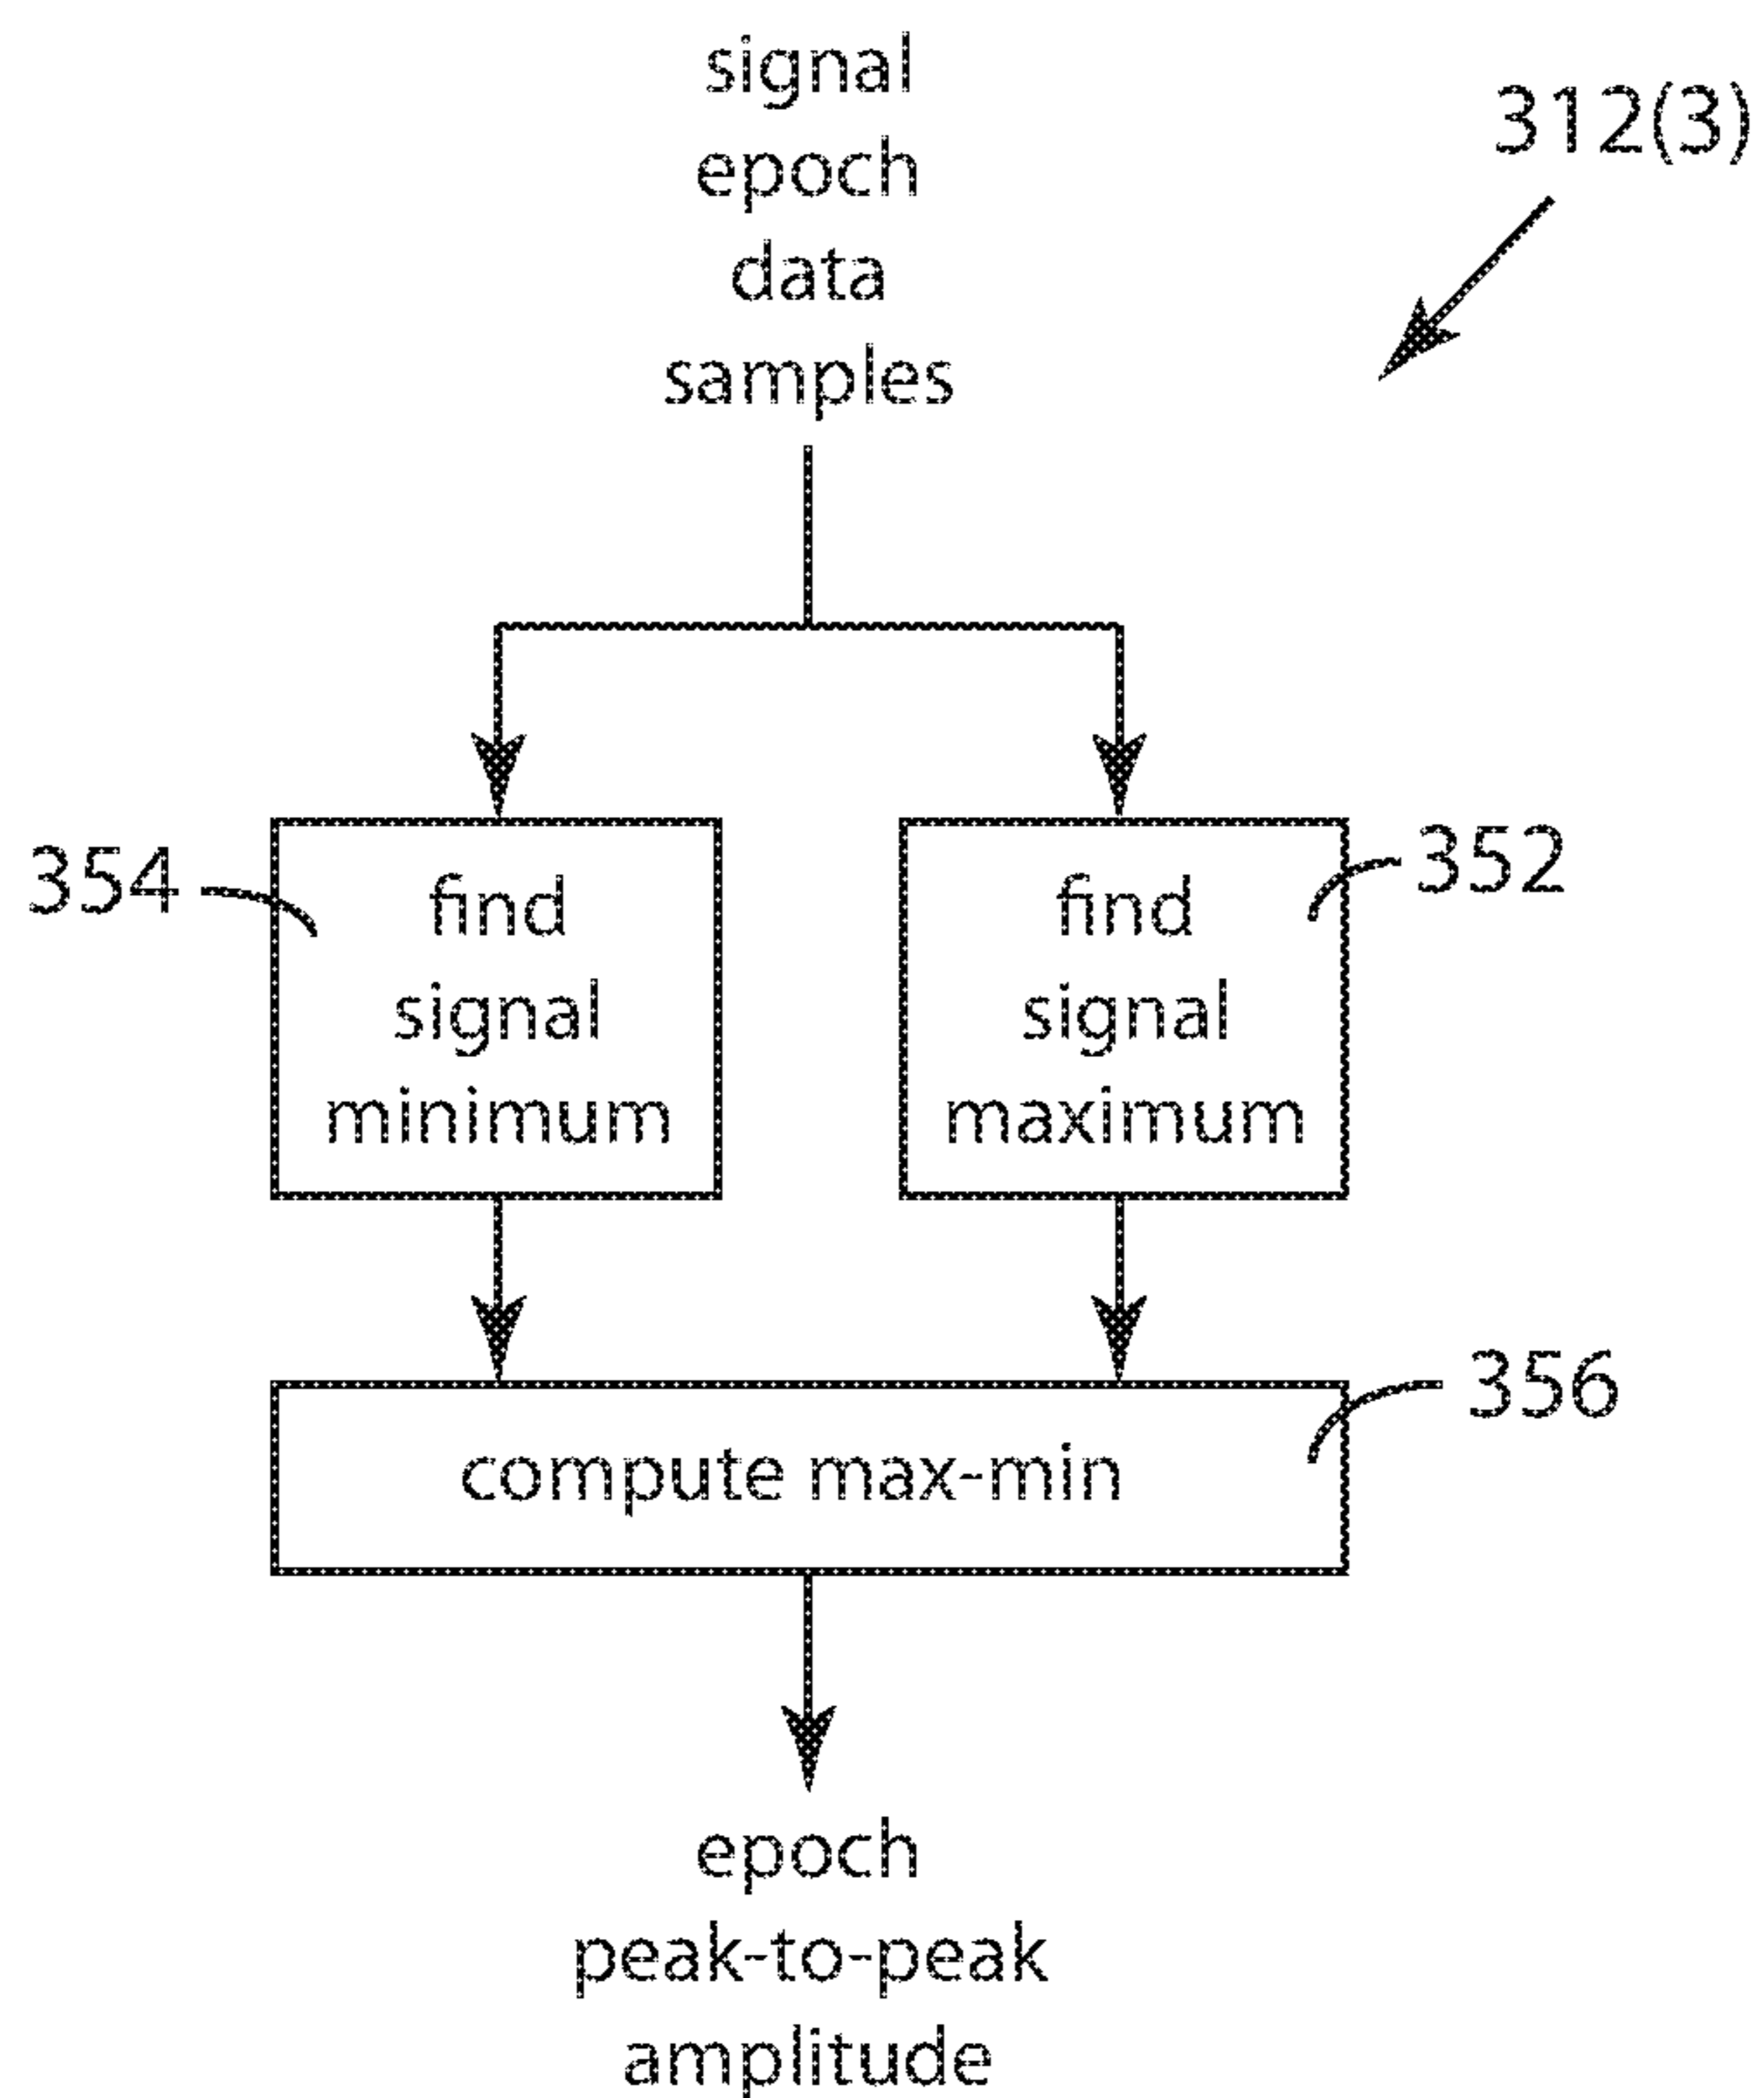 signal
epoch
data
samples
312(3)
354
find
signal
minimum
find
signal
maximum
352
compute max-min
356
epoch
peak-to-peak
amplitude